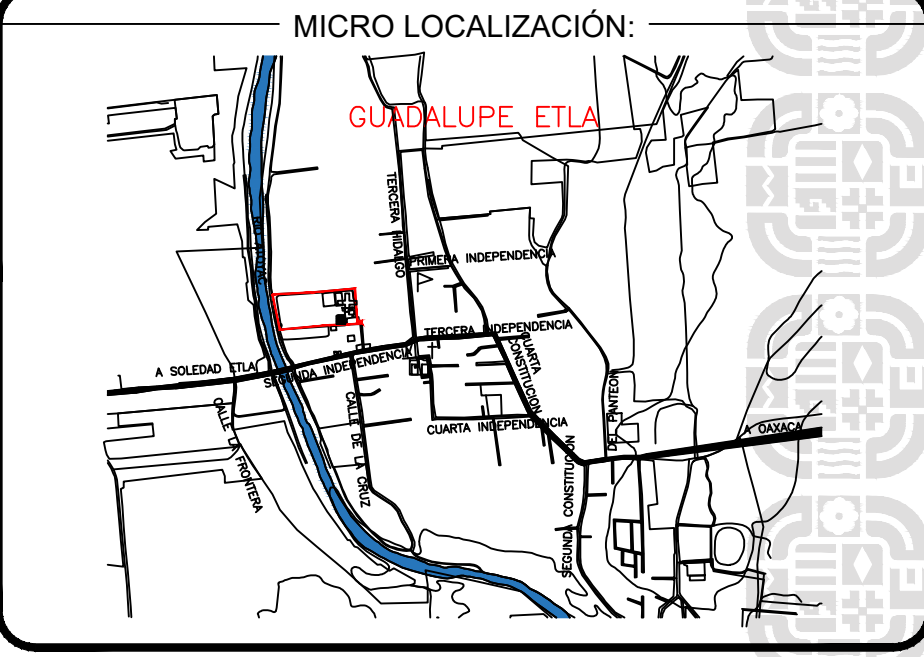 MICRO LOCALIZACIÓN:
GUADALUPE ETLA
TERCERA HIDALGO
PRIMERA INDEPENDENCIA
TERCERA INDEPENDENCIA
CUARTA
CONSTITUCION
A SOLEDAD ETLA
SEGUNDA INDEPENDENCIA
CALLE LA FRONTERA
CALLE DE LA CRUZ
CUARTA INDEPENDENCIA
DEL PANTEON
A OAXACA
SEGUNDA CONSTITUCION